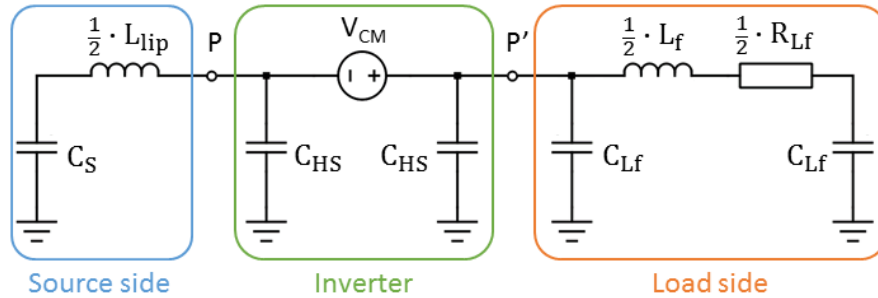 ½ · L_lip
P
V_CM
P'
½ · L_f
½ · R_Lf
C_S
C_HS
C_HS
C_Lf
C_Lf
Source side
Inverter
Load side